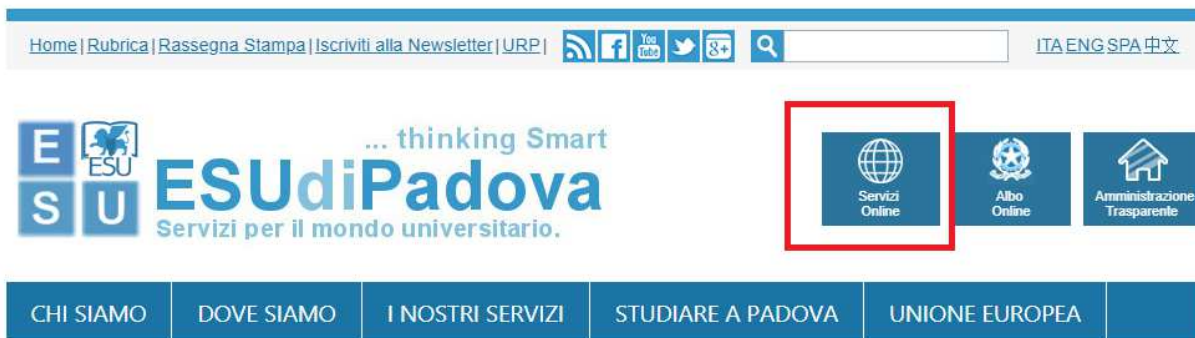 Home | Rubrica | Rassegna Stampa | Iscriviti alla Newsletter | URP |
You Tube
8+
ITA ENG SPA 中文
E
ESU
S U
... thinking Smart
ESUdiPadova
Servizi per il mondo universitario.
Servizi
Online
Albo
Online
Amministrazione
Trasparente
CHI SIAMO
DOVE SIAMO
I NOSTRI SERVIZI
STUDIARE A PADOVA
UNIONE EUROPEA